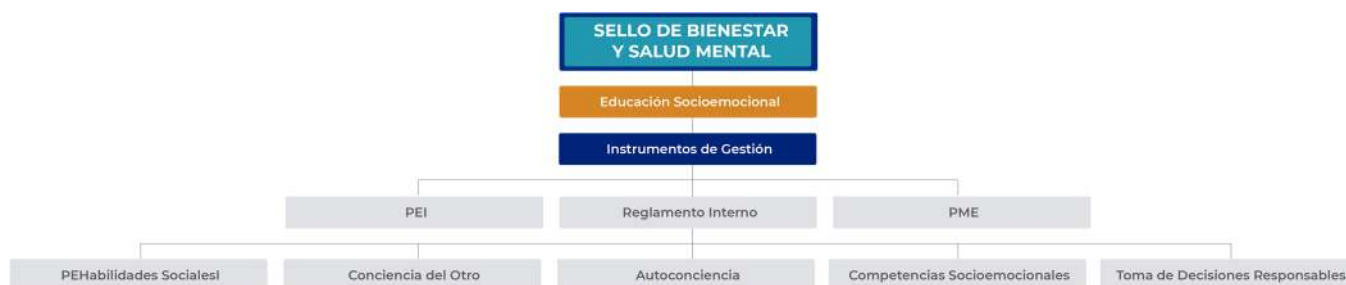 SELLO DE BIENESTAR
Y SALUD MENTAL
Educación Socioemocional
Instrumentos de Gestión
PEI
Reglamento Interno
PME
PEHabilidades SocialesI
Conciencia del Otro
Autoconciencia
Competencias Socioemocionales
Toma de Decisiones Responsables